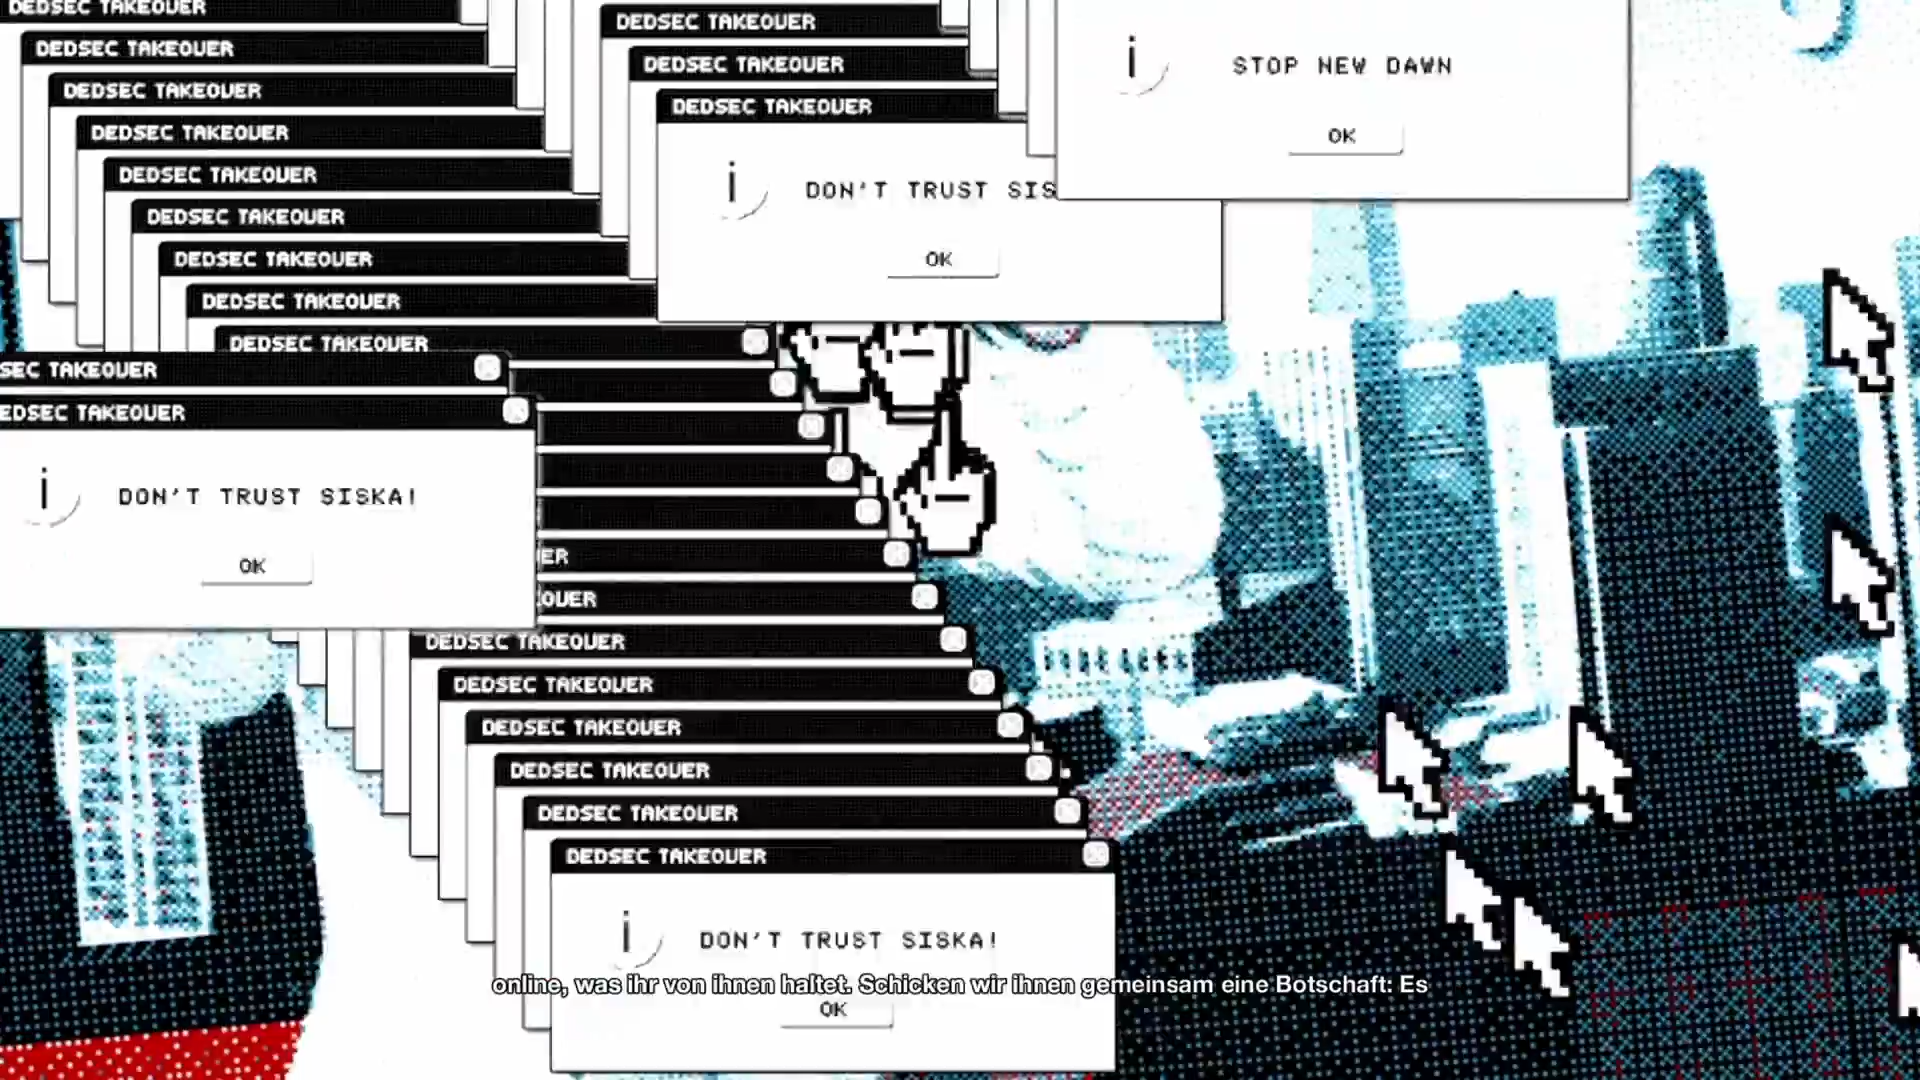 DEDSEC TAKEOVER
DEDSEC TAKEOVER
DEDSEC TAKEOVER
DEDSEC TAKEOVER
DEDSEC TAKEOVER
DEDSEC TAKEOVER
DEDSEC TAKEOVER
DEDSEC TAKEOVER
DEDSEC TAKEOVER
DEDSEC TAKEOVER
DEDSEC TAKEOVER
DEDSEC TAKEOVER
i DON'T TRUST SIS
OK
i STOP NEW DAWN
OK
SEC TAKEOVER
EDSEC TAKEOVER
i DON'T TRUST SISKA!
OK
ER
OVER
DEDSEC TAKEOVER
DEDSEC TAKEOVER
DEDSEC TAKEOVER
DEDSEC TAKEOVER
DEDSEC TAKEOVER
DEDSEC TAKEOVER
i DON'T TRUST SISKA!
online, was ihr von ihnen haltet. Schicken wir ihnen gemeinsam eine Botschaft: Es
OK